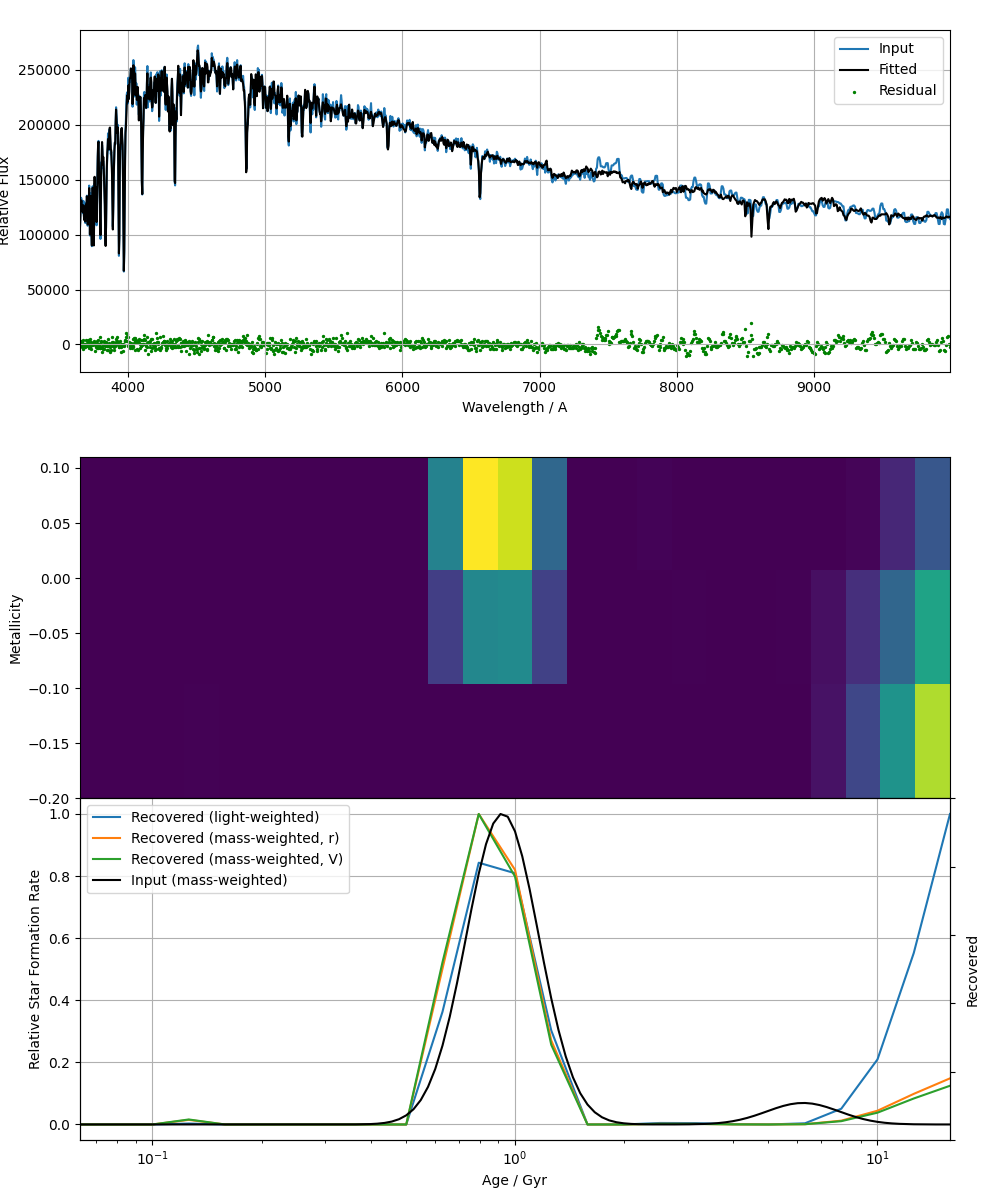 Input
Fitted
Residual
250000
200000
150000
100000
50000
0
Relative Flux
4000 5000 6000 7000 8000 9000
Wavelength / A
0.10
0.05
0.00
−0.05
−0.10
−0.15
−0.20
Metallicity
Recovered (light-weighted)
Recovered (mass-weighted, r)
Recovered (mass-weighted, V)
Input (mass-weighted)
1.0
0.8
0.6
0.4
0.2
0.0
Relative Star Formation Rate
Recovered
10⁻¹ 10⁰ 10¹
Age / Gyr